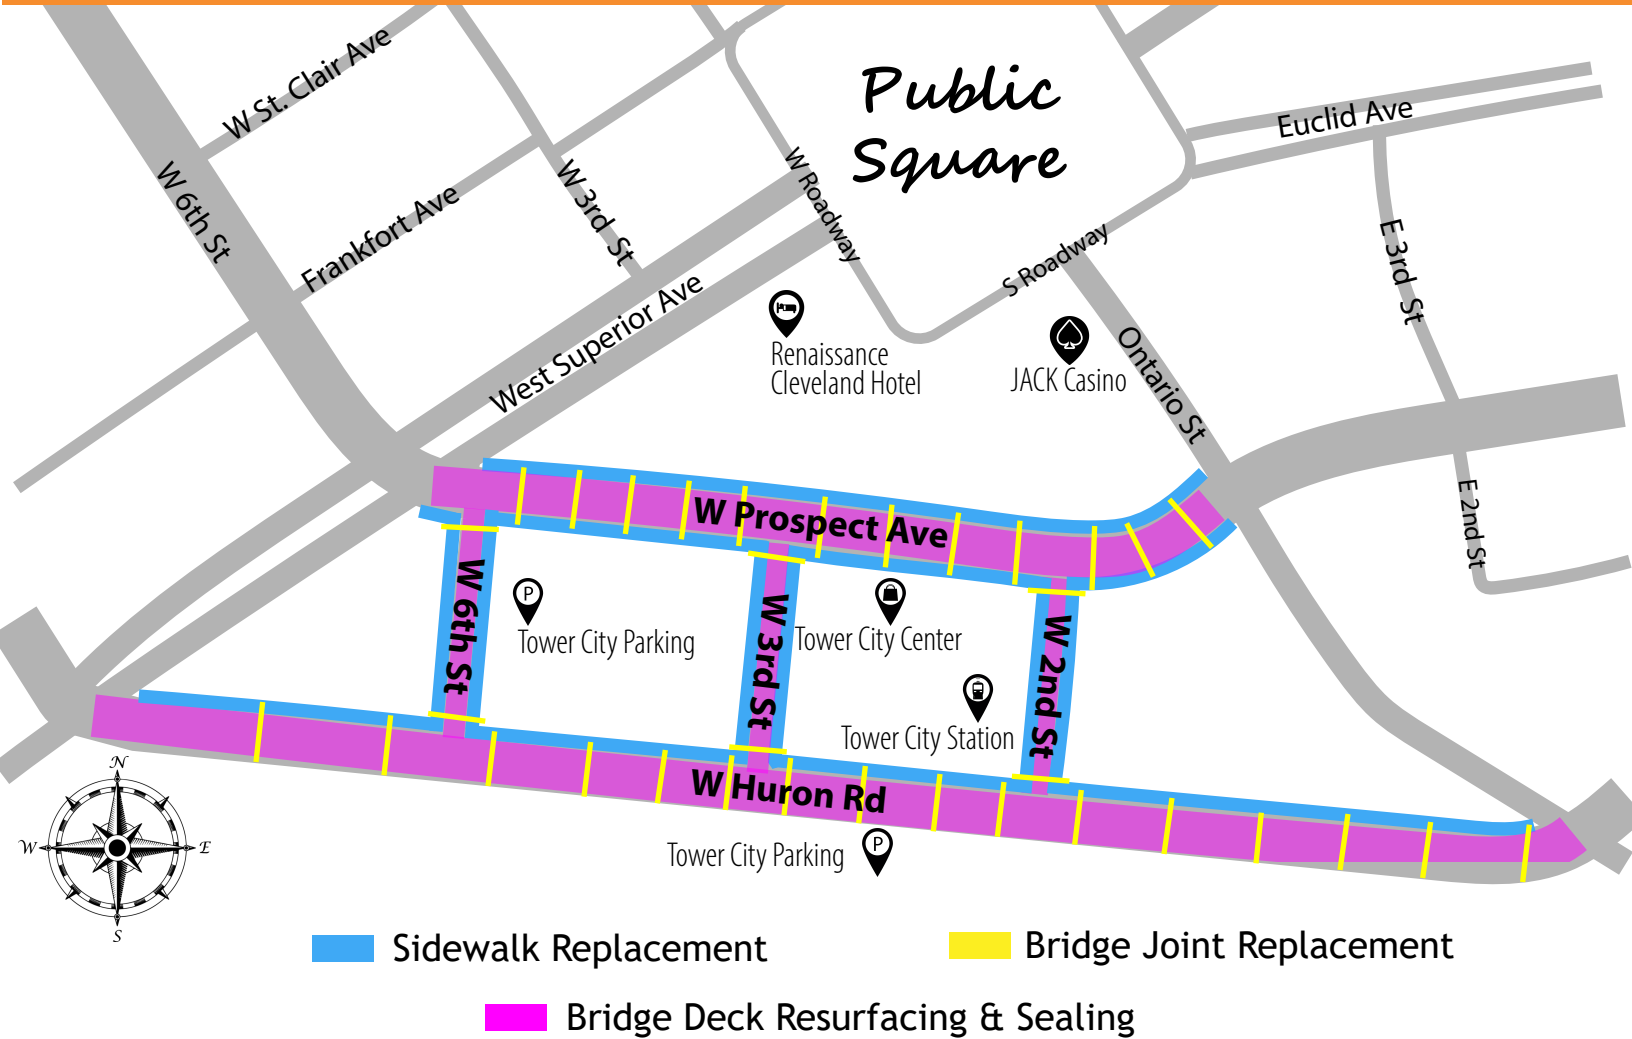 Public
Square
W St. Clair Ave
Euclid Ave
W 6th St
Frankfort Ave
W 3rd St
W Roadway
S Roadway
E 3rd St
West Superior Ave
Renaissance
Cleveland Hotel
JACK Casino
Ontario St
E 2nd St
W Prospect Ave
W 6th St
P
Tower City Parking
W 3rd St
Tower City Center
W 2nd St
Tower City Station
W Huron Rd
Tower City Parking
P
N
W
E
S
Sidewalk Replacement
Bridge Joint Replacement
Bridge Deck Resurfacing & Sealing